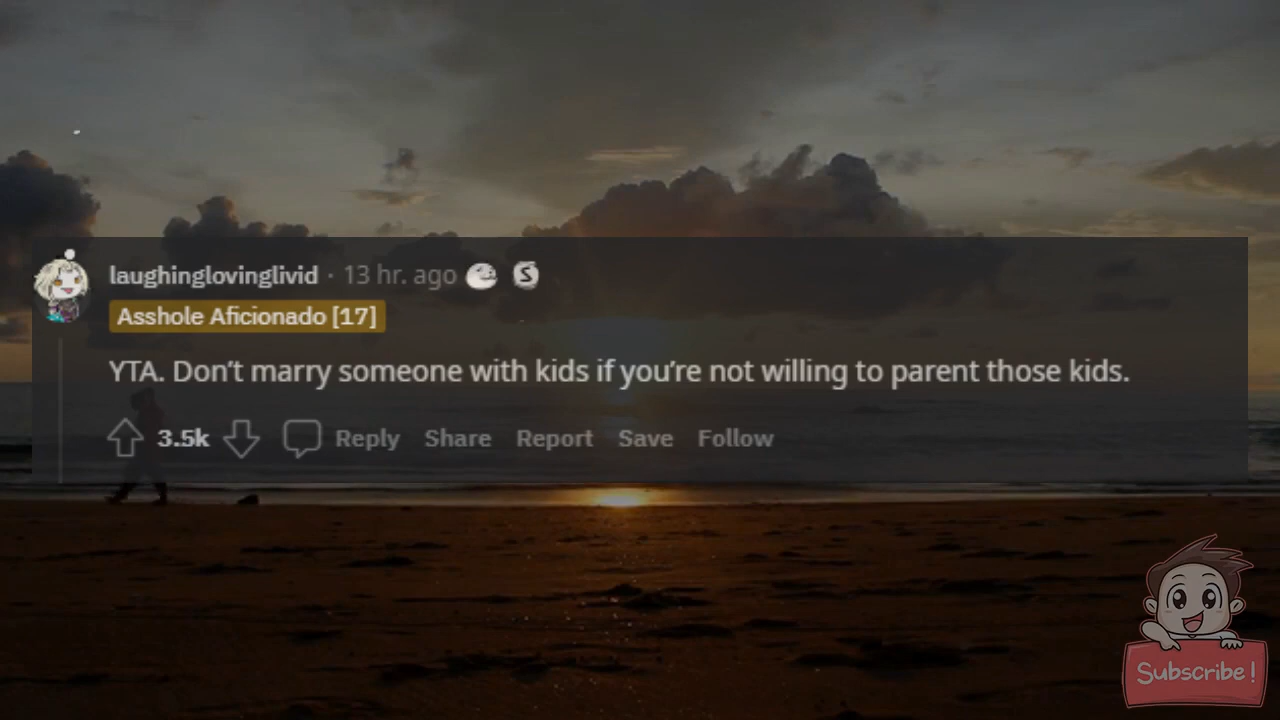 laughinglovinglivid · 13 hr. ago
Asshole Aficionado [17]
YTA. Don’t marry someone with kids if you’re not willing to parent those kids.
3.5k Reply Share Report Save Follow
Subscribe!